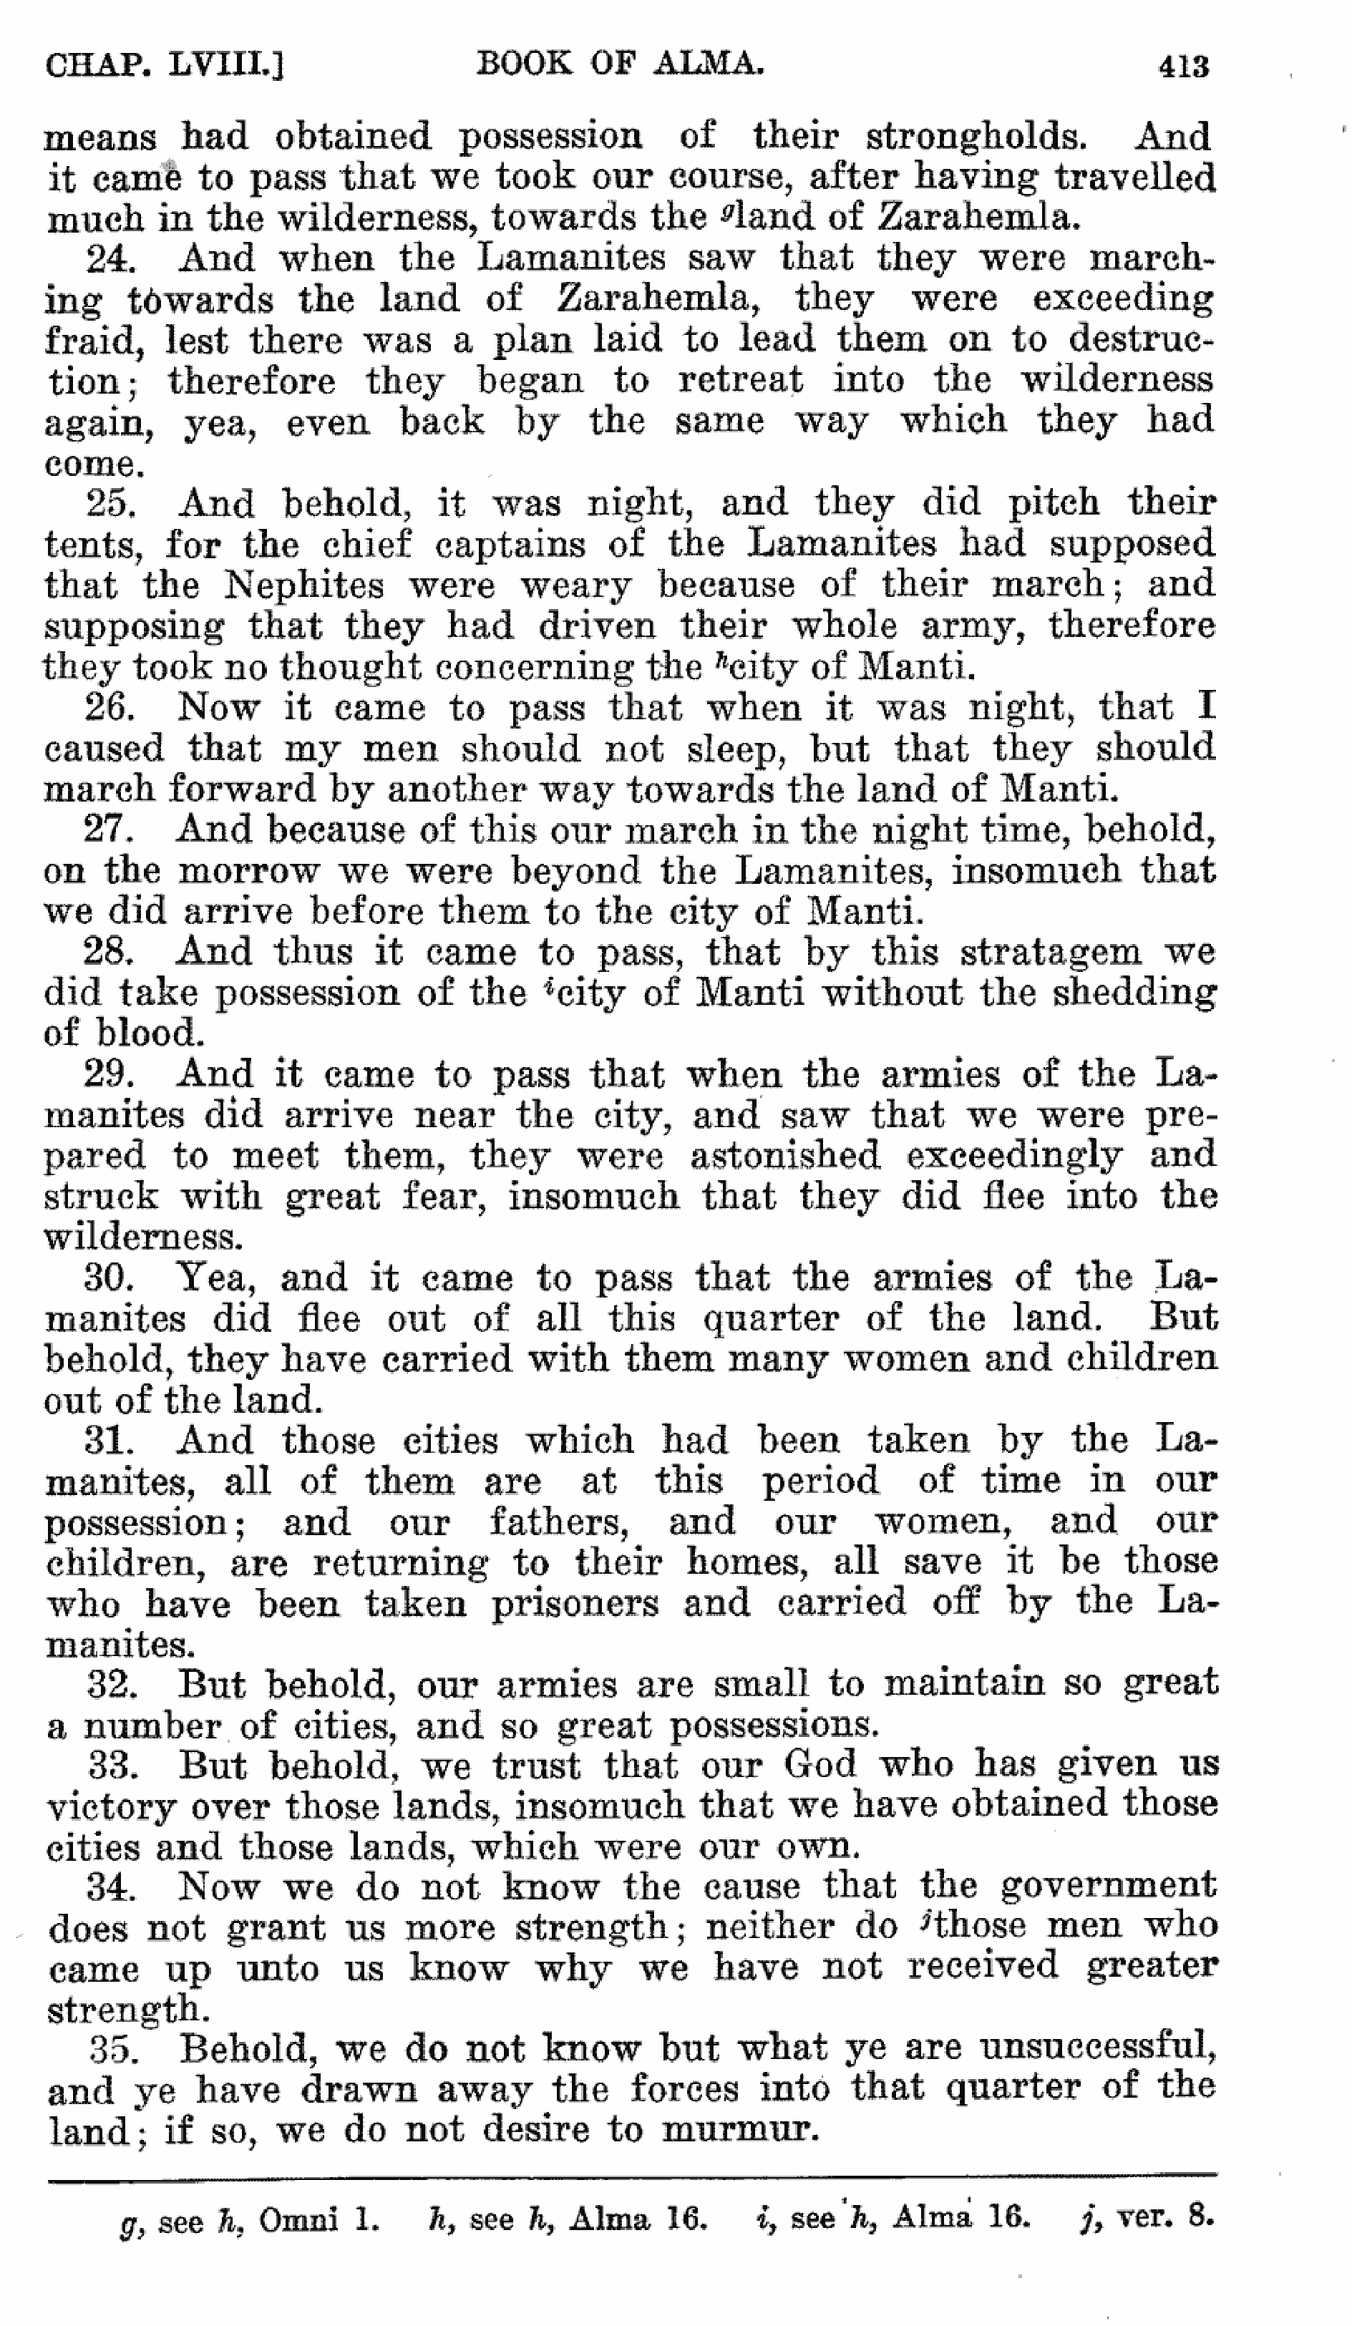 CHAP. LVIII.] BOOK OF ALMA. 413
means had obtained possession of their strongholds. And
it came to pass that we took our course, after having travelled
much in the wilderness, towards the gland of Zarahemla.
24. And when the Lamanites saw that they were march-
ing towards the land of Zarahemla, they were exceeding
fraid, lest there was a plan laid to lead them on to destruc-
tion; therefore they began to retreat into the wilderness
again, yea, even back by the same way which they had
come.
25. And behold, it was night, and they did pitch their
tents, for the chief captains of the Lamanites had supposed
that the Nephites were weary because of their march; and
supposing that they had driven their whole army, therefore
they took no thought concerning the hcity of Manti.
26. Now it came to pass that when it was night, that I
caused that my men should not sleep, but that they should
march forward by another way towards the land of Manti.
27. And because of this our march in the night time, behold,
on the morrow we were beyond the Lamanites, insomuch that
we did arrive before them to the city of Manti.
28. And thus it came to pass, that by this stratagem we
did take possession of the icity of Manti without the shedding
of blood.
29. And it came to pass that when the armies of the La-
manites did arrive near the city, and saw that we were pre-
pared to meet them, they were astonished exceedingly and
struck with great fear, insomuch that they did flee into the
wilderness.
30. Yea, and it came to pass that the armies of the La-
manites did flee out of all this quarter of the land. But
behold, they have carried with them many women and children
out of the land.
31. And those cities which had been taken by the La-
manites, all of them are at this period of time in our
possession; and our fathers, and our women, and our
children, are returning to their homes, all save it be those
who have been taken prisoners and carried off by the La-
manites.
32. But behold, our armies are small to maintain so great
a number of cities, and so great possessions.
33. But behold, we trust that our God who has given us
victory over those lands, insomuch that we have obtained those
cities and those lands, which were our own.
34. Now we do not know the cause that the government
does not grant us more strength; neither do jthose men who
came up unto us know why we have not received greater
strength.
35. Behold, we do not know but what ye are unsuccessful,
and ye have drawn away the forces into that quarter of the
land; if so, we do not desire to murmur.
g, see h, Omni 1. h, see h, Alma 16. i, see h, Alma 16. j, ver. 8.